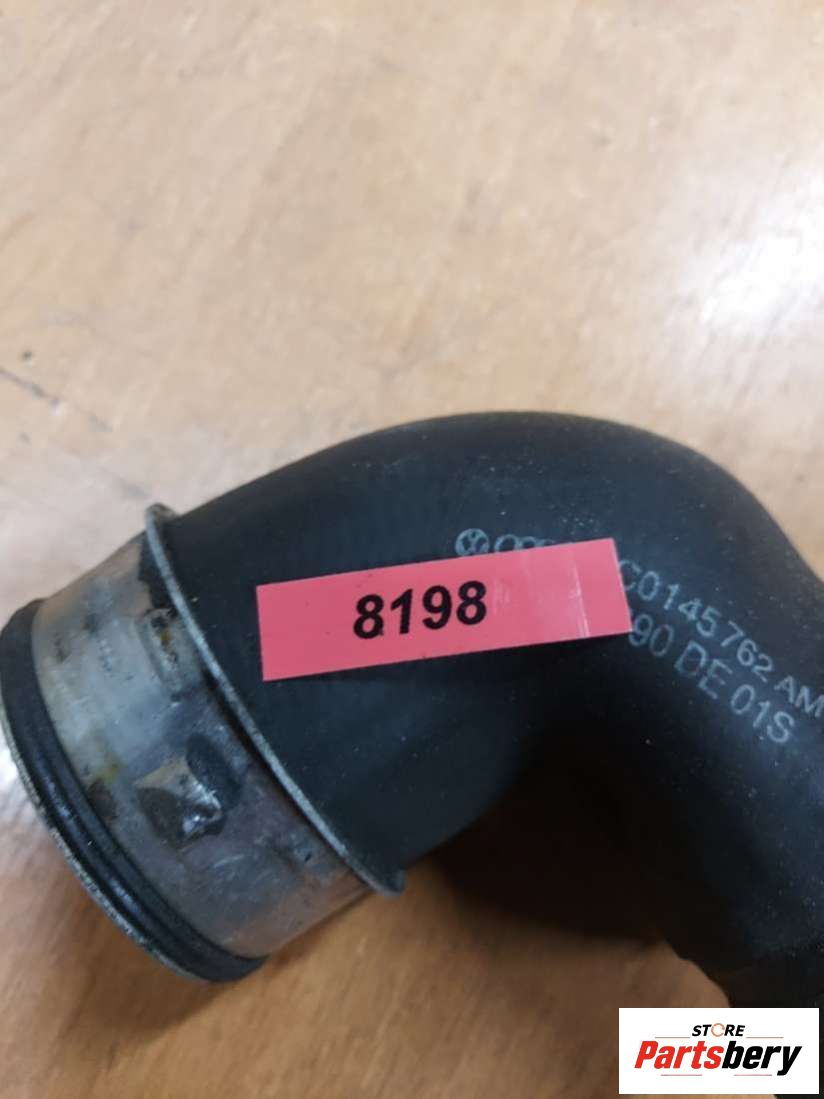 C0145762 AM
90 DE 01S
8198
STORE
Partsbery